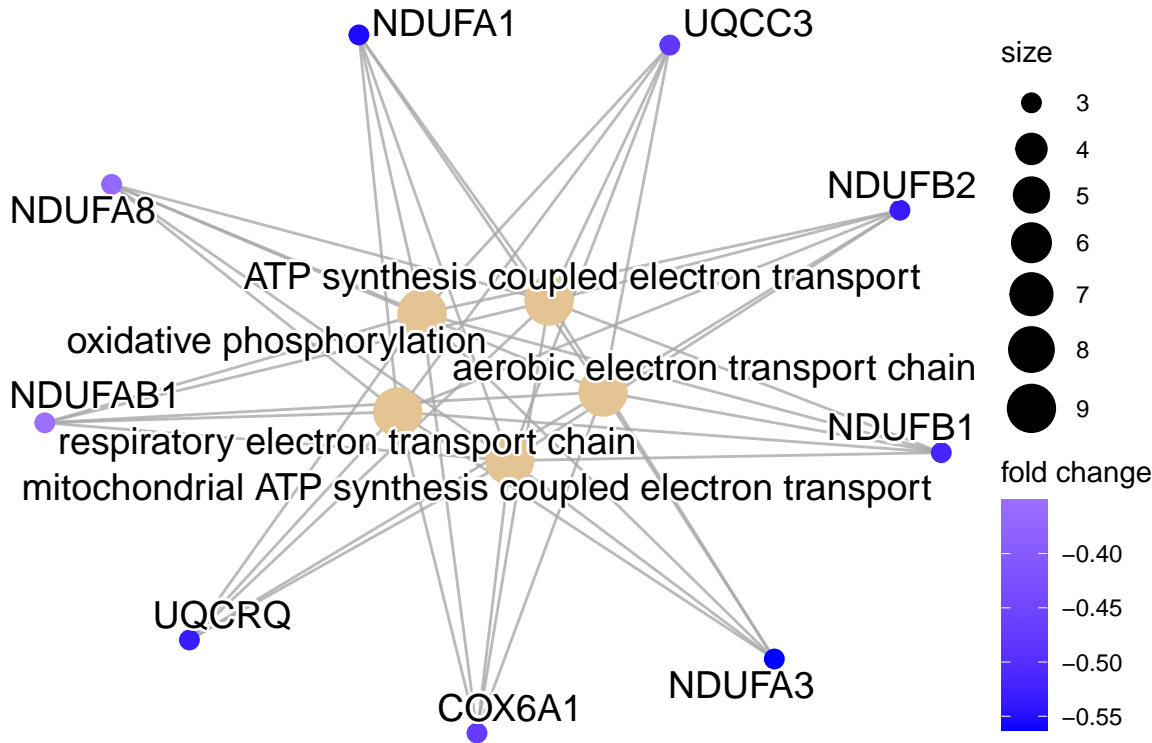 NDUFA1
UQCC3
NDUFB2
NDUFA8
ATP synthesis coupled electron transport
oxidative phosphorylation
aerobic electron transport chain
NDUFAB1
NDUFB1
respiratory electron transport chain
mitochondrial ATP synthesis coupled electron transport
UQCRQ
NDUFA3
COX6A1
size
3
4
5
6
7
8
9
fold change
−0.40
−0.45
−0.50
−0.55